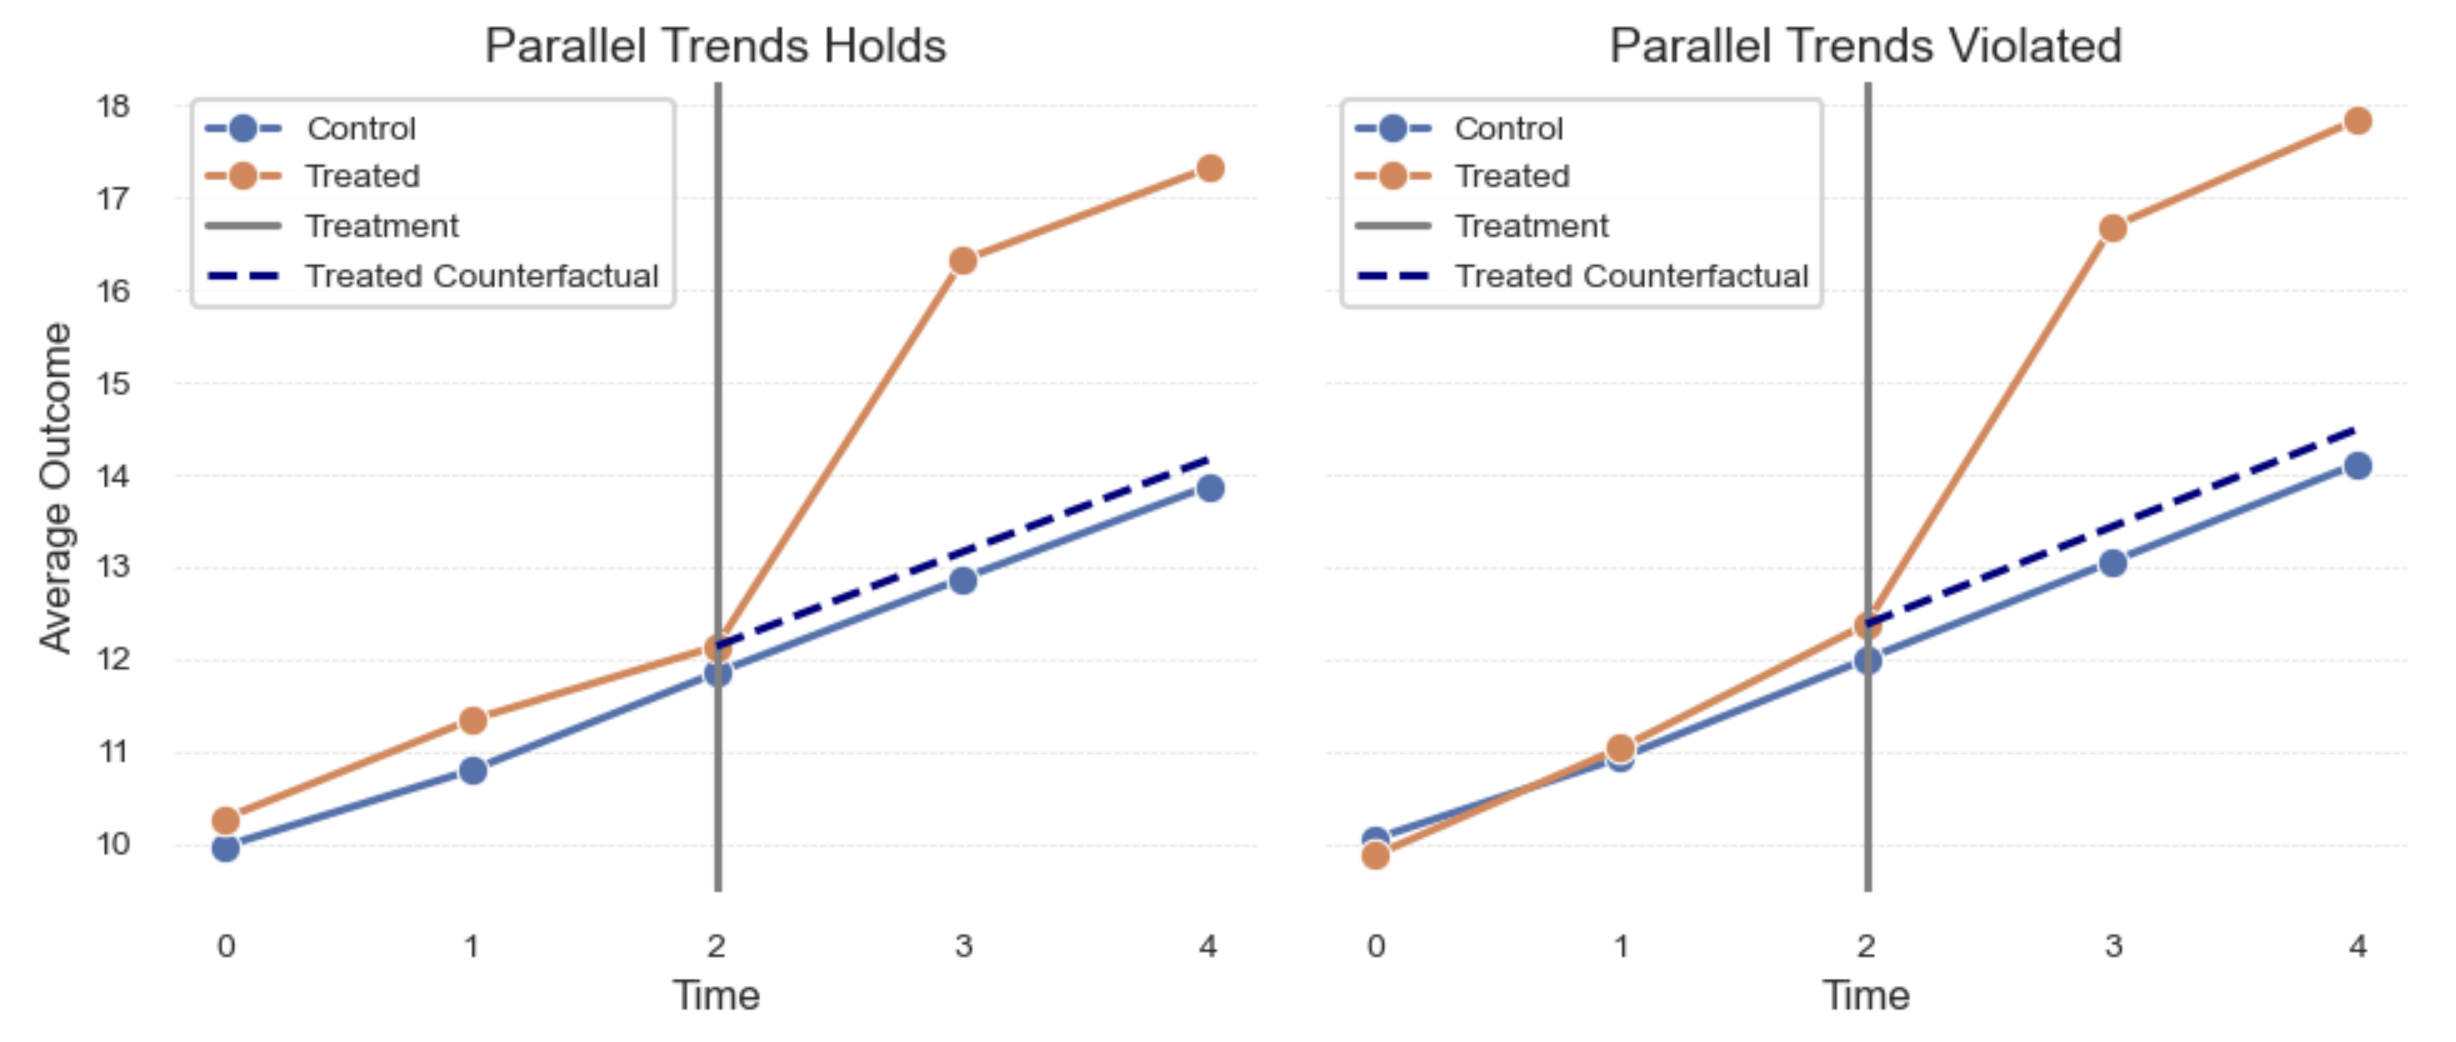 Parallel Trends Holds
Control
Treated
Treatment
Treated Counterfactual
Average Outcome
18
17
16
15
14
13
12
11
10
0 1 2 3 4
Time
Parallel Trends Violated
Control
Treated
Treatment
Treated Counterfactual
0 1 2 3 4
Time